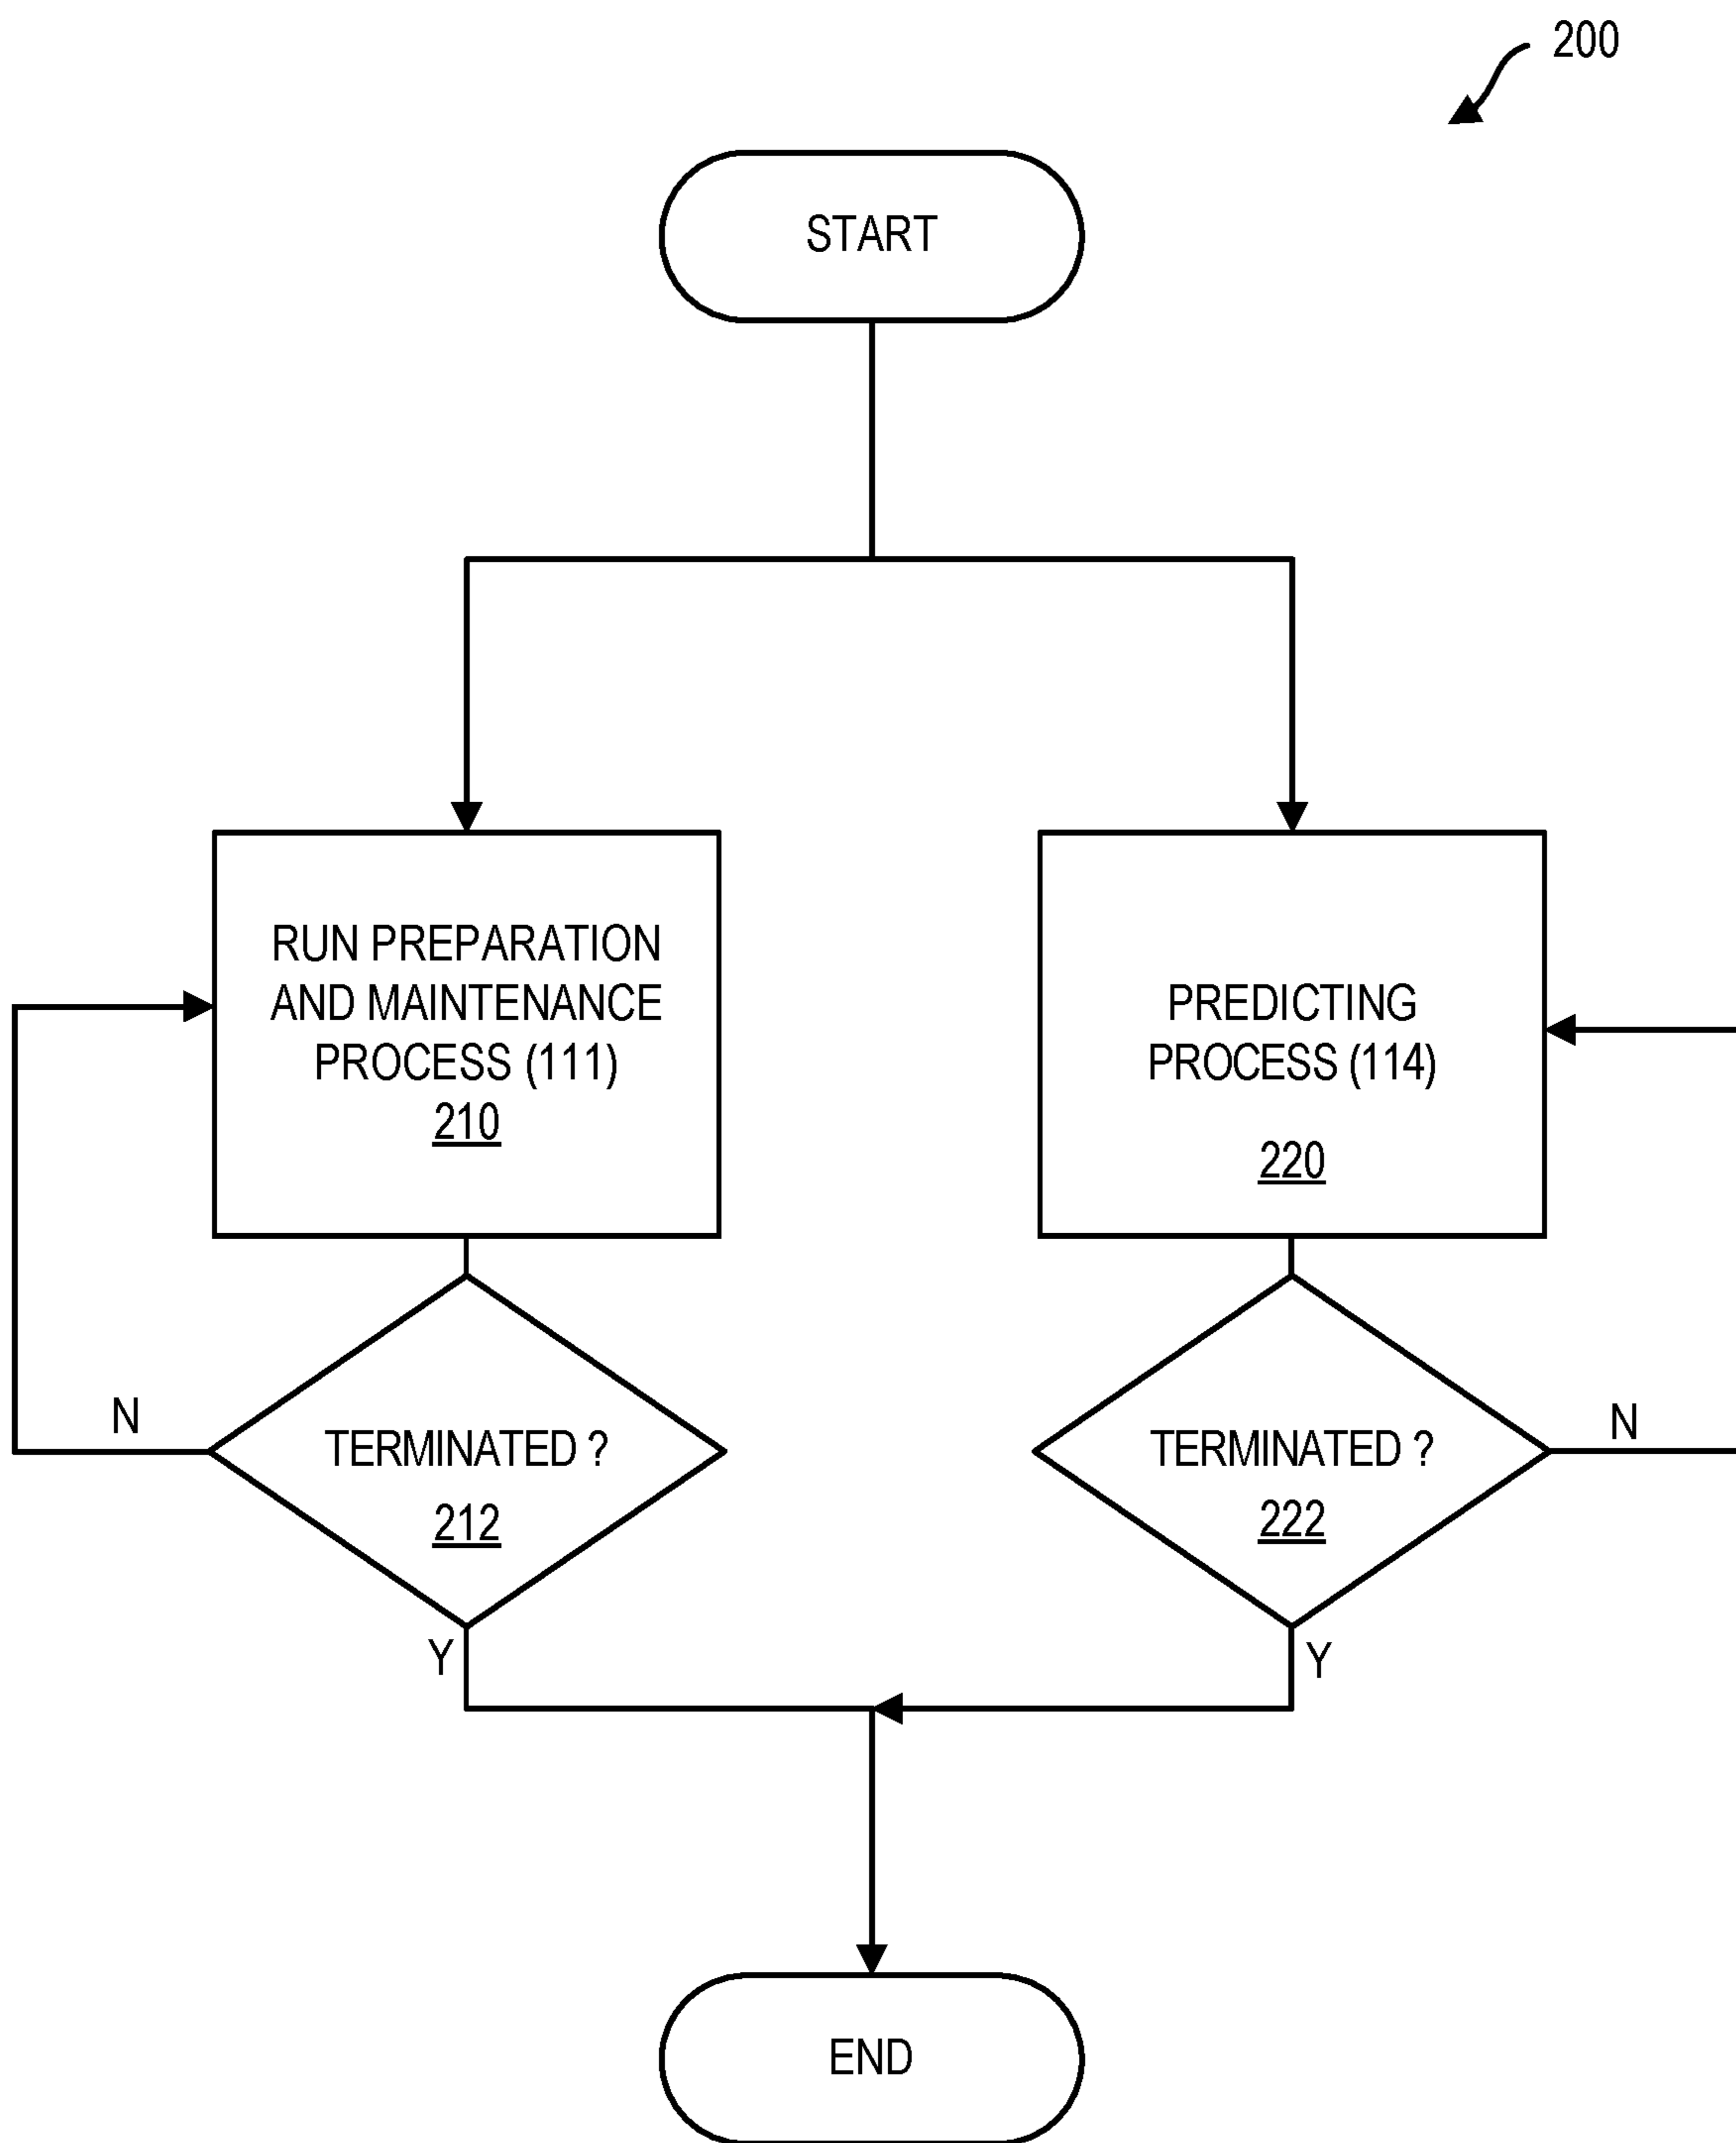 200
START
RUN PREPARATION
AND MAINTENANCE
PROCESS (111)
210
PREDICTING
PROCESS (114)
220
N
TERMINATED ?
212
Y
TERMINATED ?
222
N
Y
END